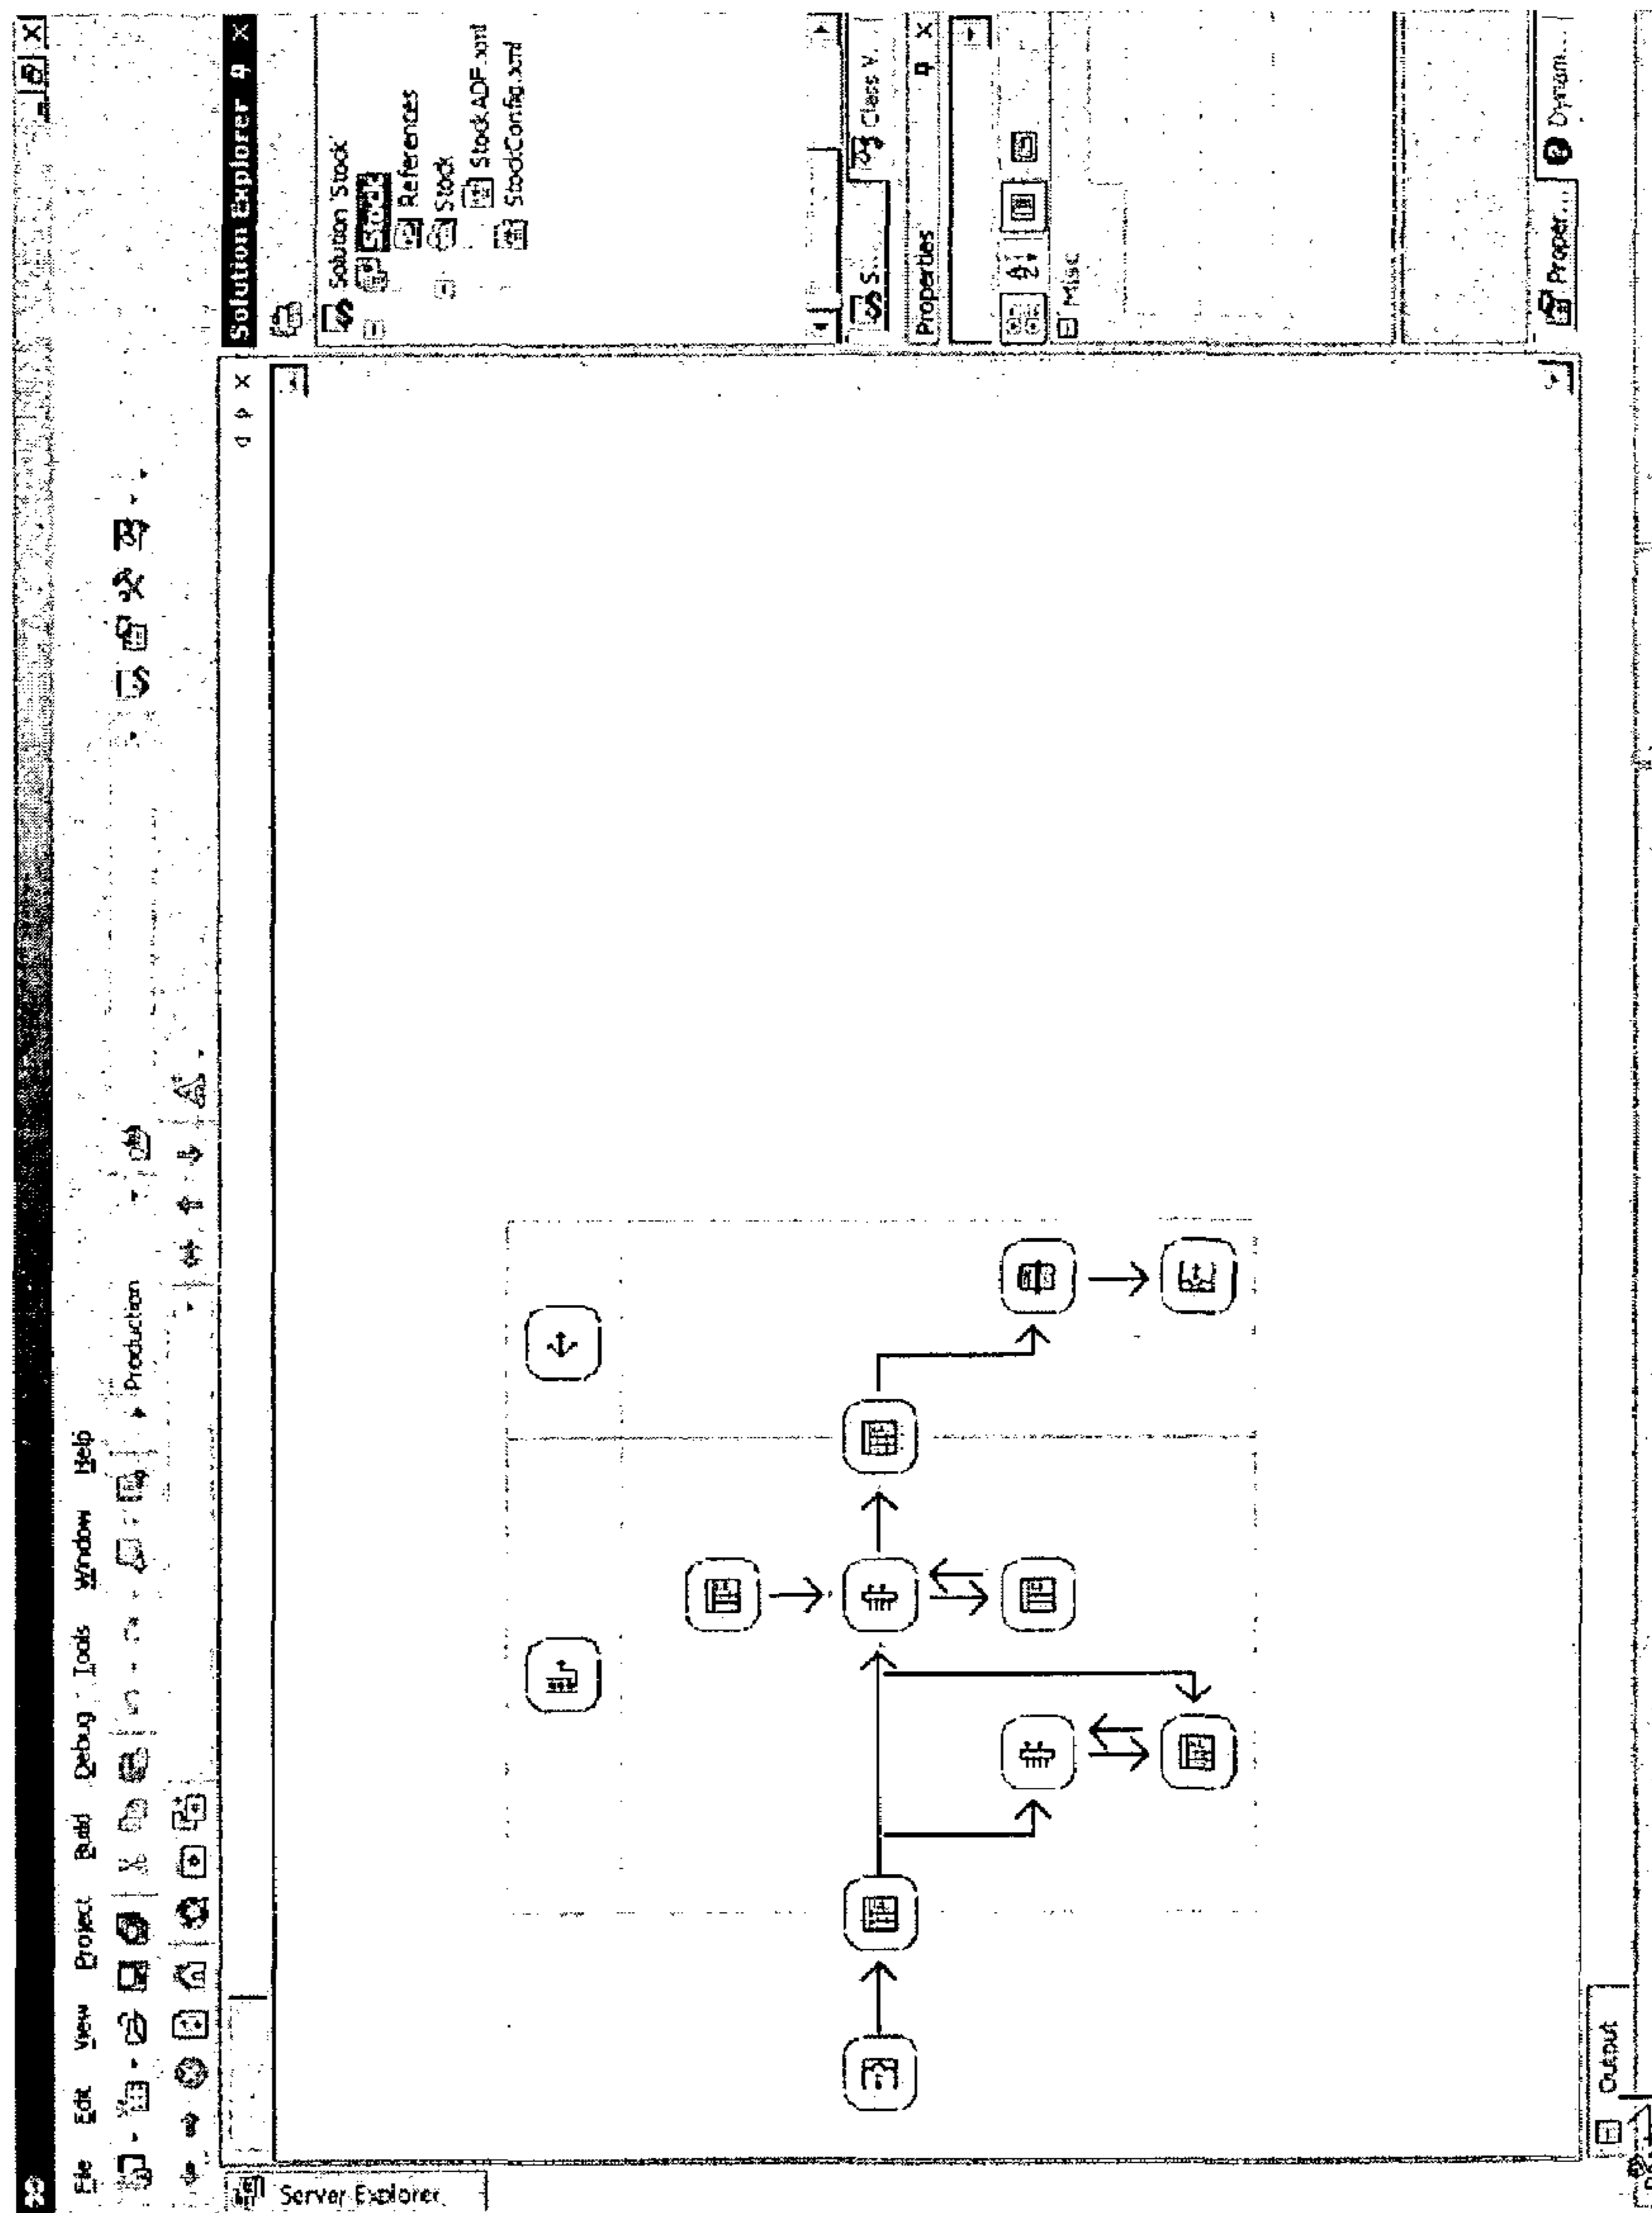 File Edit View Project Build Debug Tools Window Help
Production
Server Explorer
Solution Explorer
Solution 'Stock'
Stock
References
Stock
StockADF.xml
StockConfig.xml
S... Class V...
Properties
Misc
Proper... Dynam...
Output